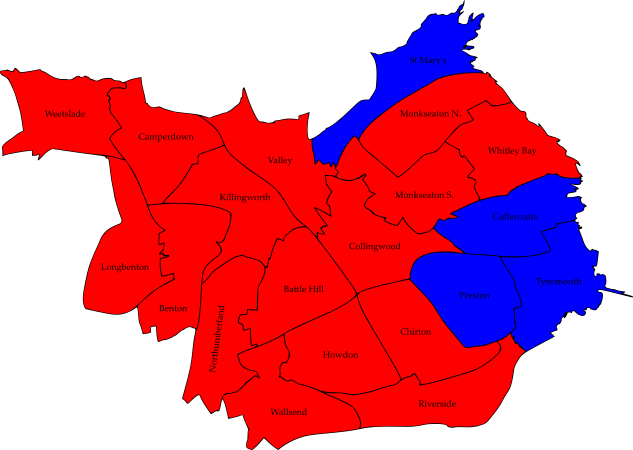 St Mary's
Weetslade
Monkseaton N.
Camperdown
Whitley Bay
Valley
Killingworth
Monkseaton S.
Cullercoats
Collingwood
Longbenton
Tynemouth
Battle Hill
Preston
Benton
Northumberland
Chirton
Howdon
Riverside
Wallsend